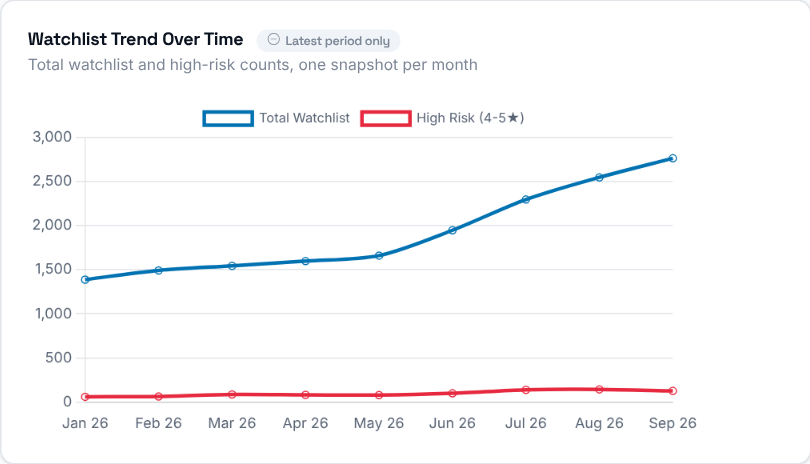 Watchlist Trend Over Time
Latest period only
Total watchlist and high-risk counts, one snapshot per month
Total Watchlist
High Risk (4-5★)
3,000
2,500
2,000
1,500
1,000
500
0
Jan 26 Feb 26 Mar 26 Apr 26 May 26 Jun 26 Jul 26 Aug 26 Sep 26